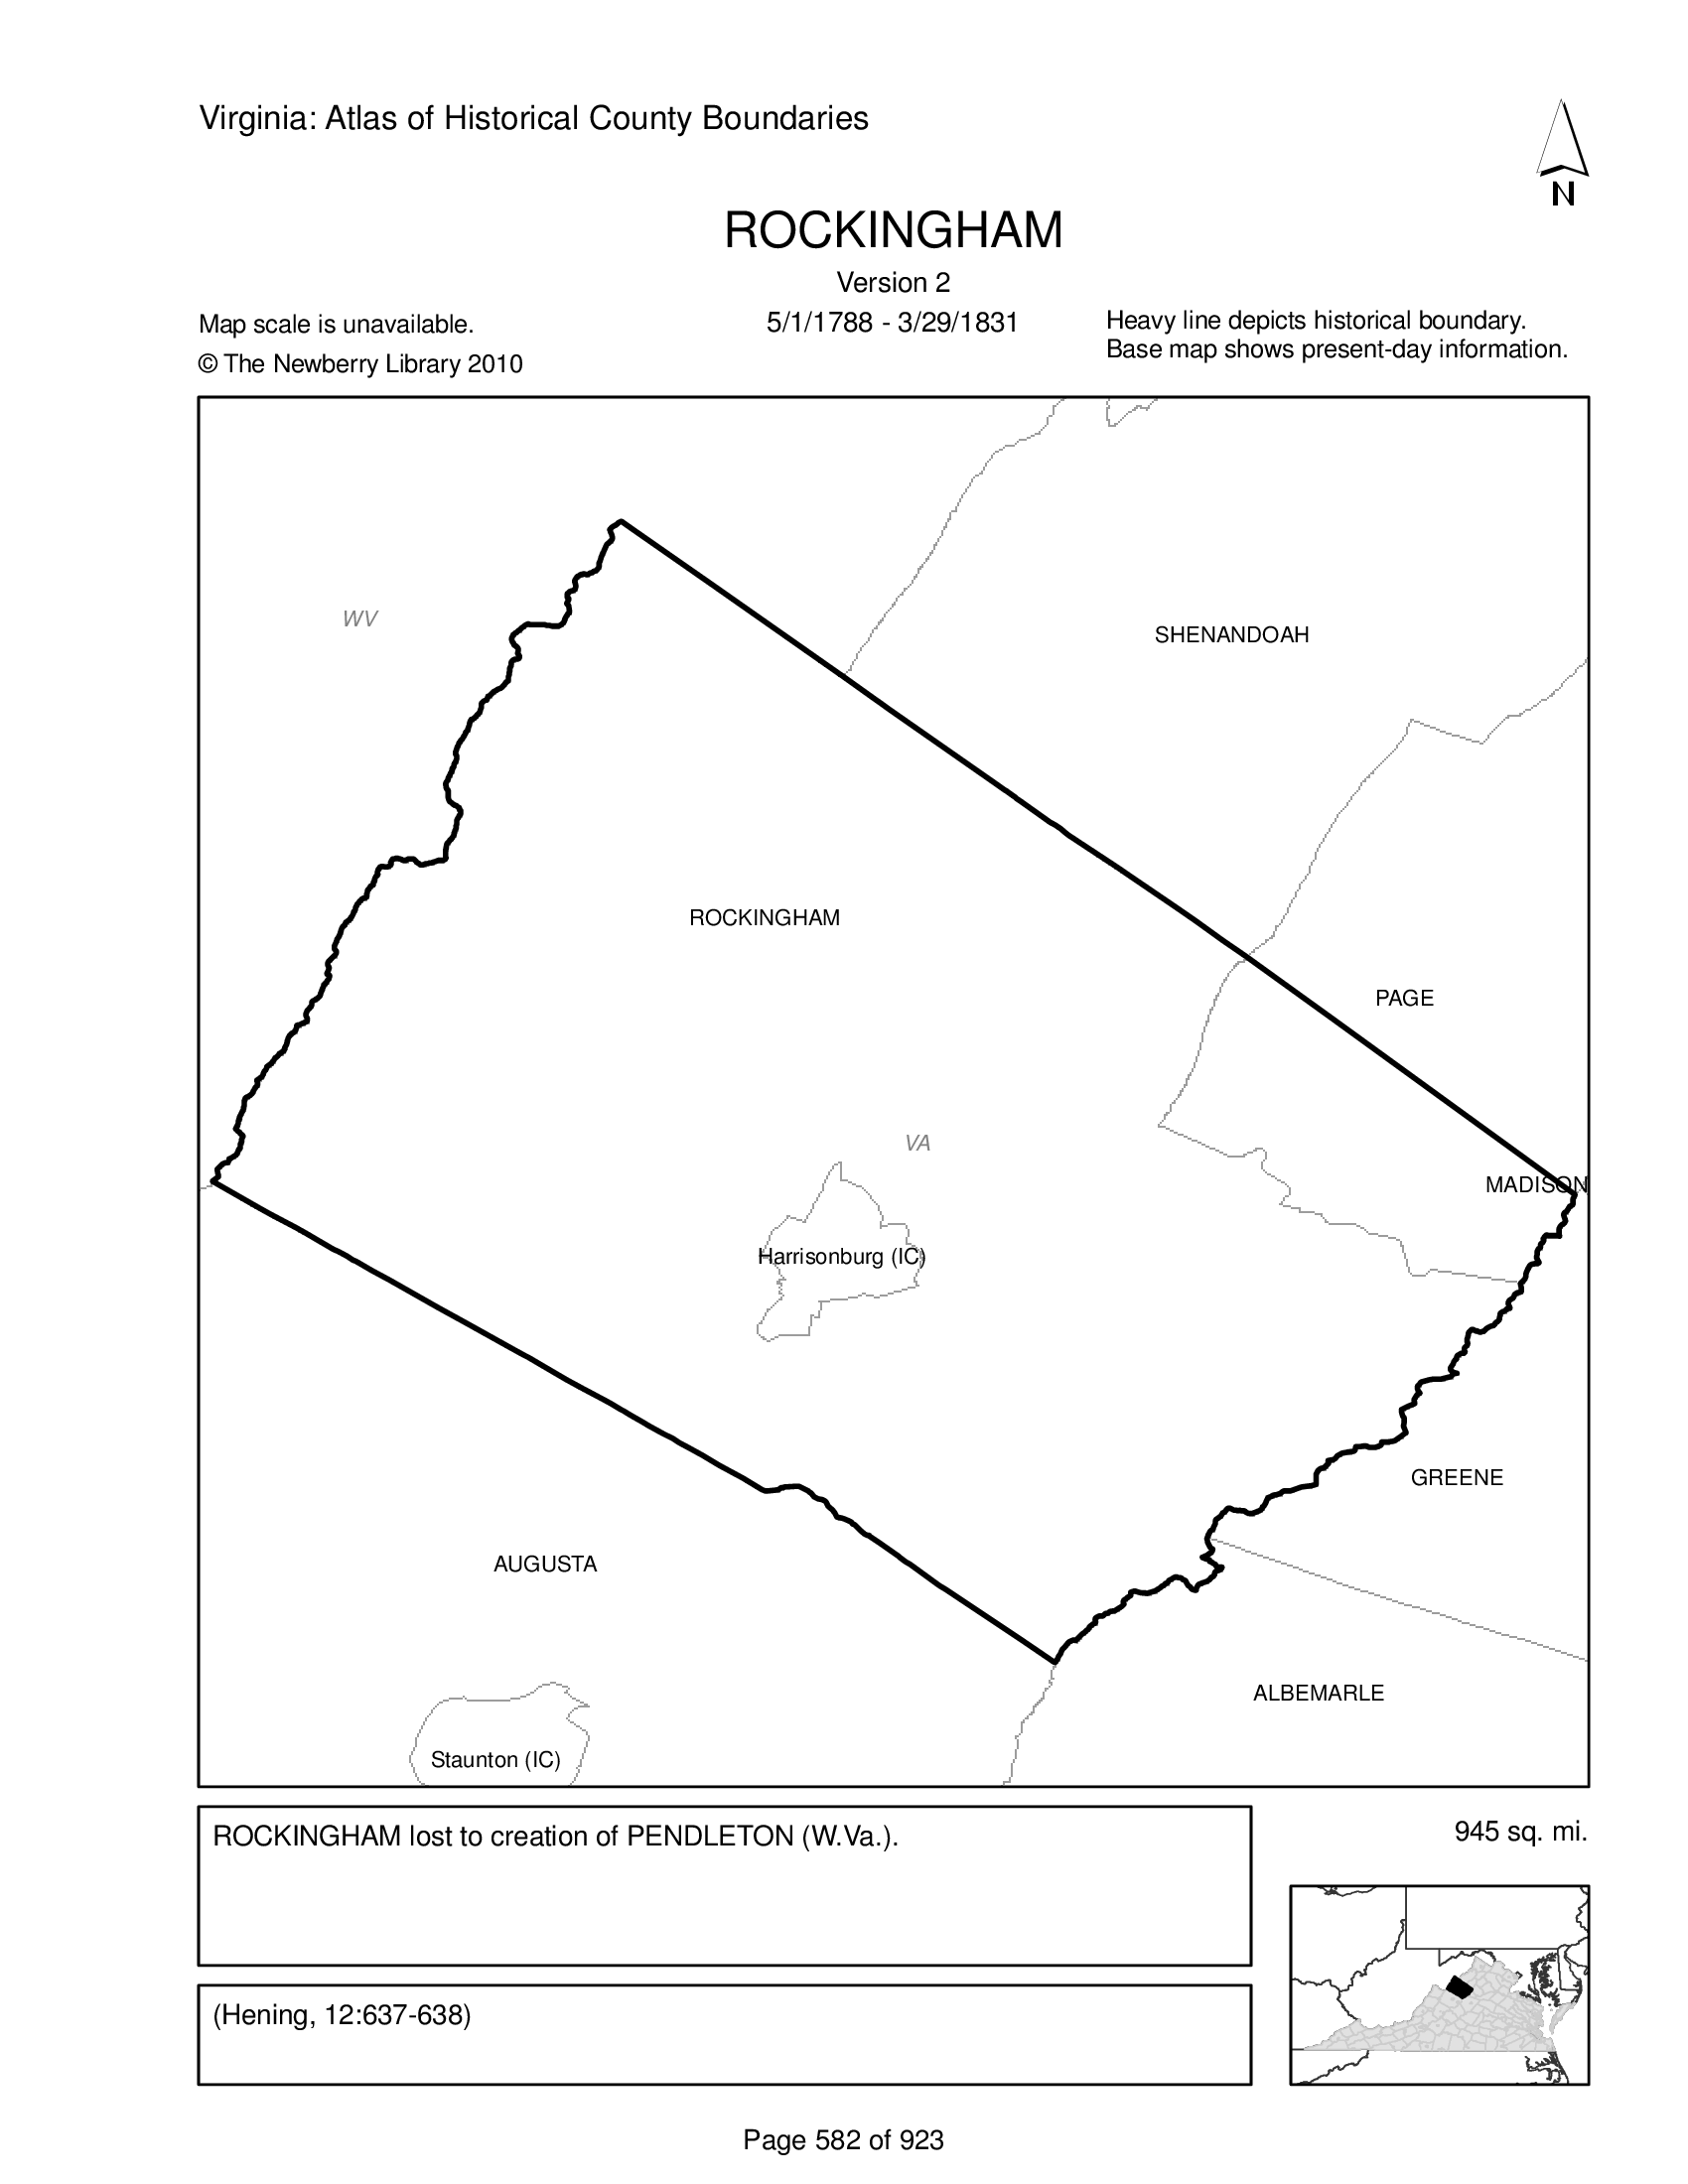 Virginia: Atlas of Historical County Boundaries
N
ROCKINGHAM
Version 2
5/1/1788 - 3/29/1831
Map scale is unavailable.
© The Newberry Library 2010
Heavy line depicts historical boundary.
Base map shows present-day information.
WV
SHENANDOAH
ROCKINGHAM
PAGE
VA
MADISON
Harrisonburg (IC)
GREENE
AUGUSTA
ALBEMARLE
Staunton (IC)
ROCKINGHAM lost to creation of PENDLETON (W.Va.).
945 sq. mi.
(Hening, 12:637-638)
Page 582 of 923